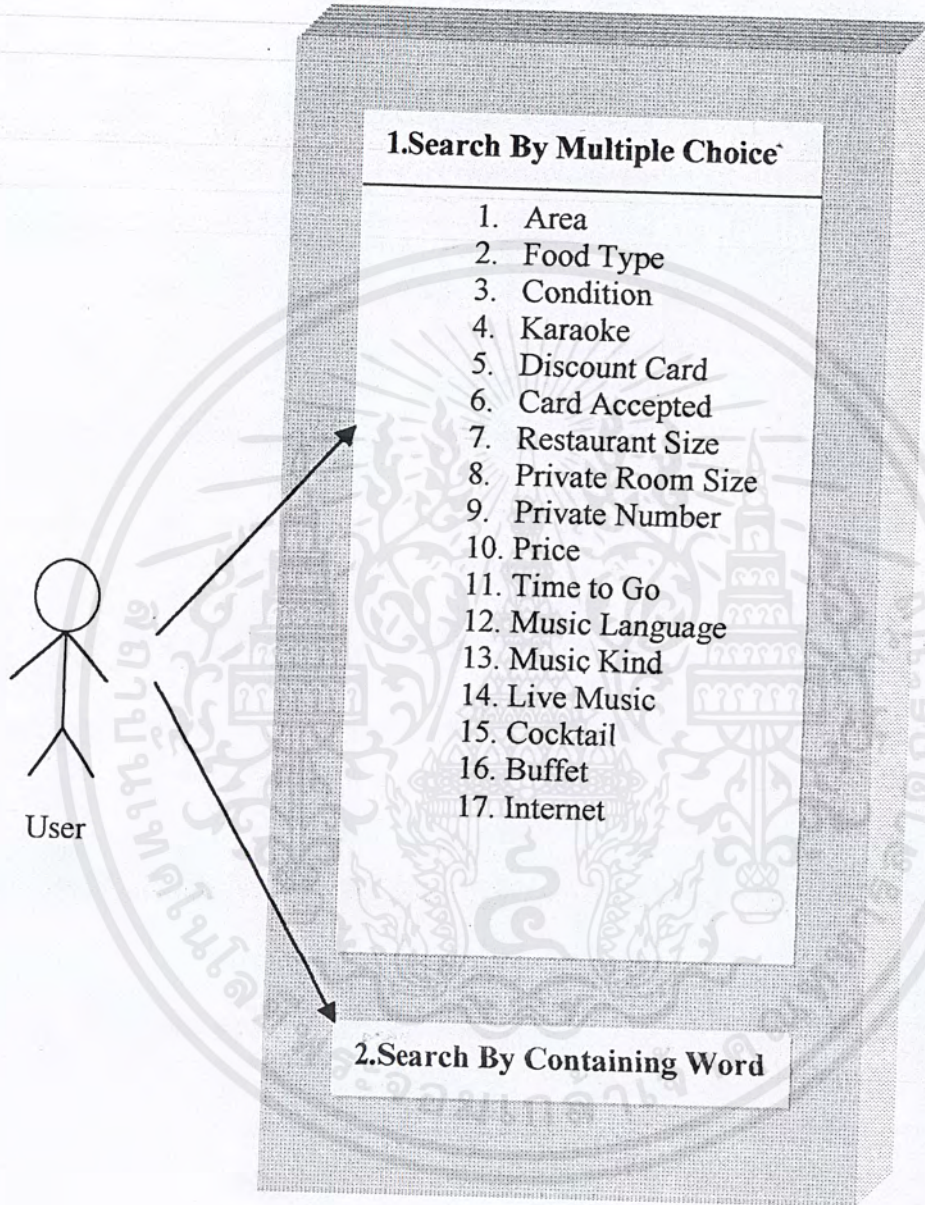 1.Search By Multiple Choice
1. Area
2. Food Type
3. Condition
4. Karaoke
5. Discount Card
6. Card Accepted
7. Restaurant Size
8. Private Room Size
9. Private Number
10. Price
11. Time to Go
12. Music Language
13. Music Kind
14. Live Music
15. Cocktail
16. Buffet
17. Internet
User
2.Search By Containing Word